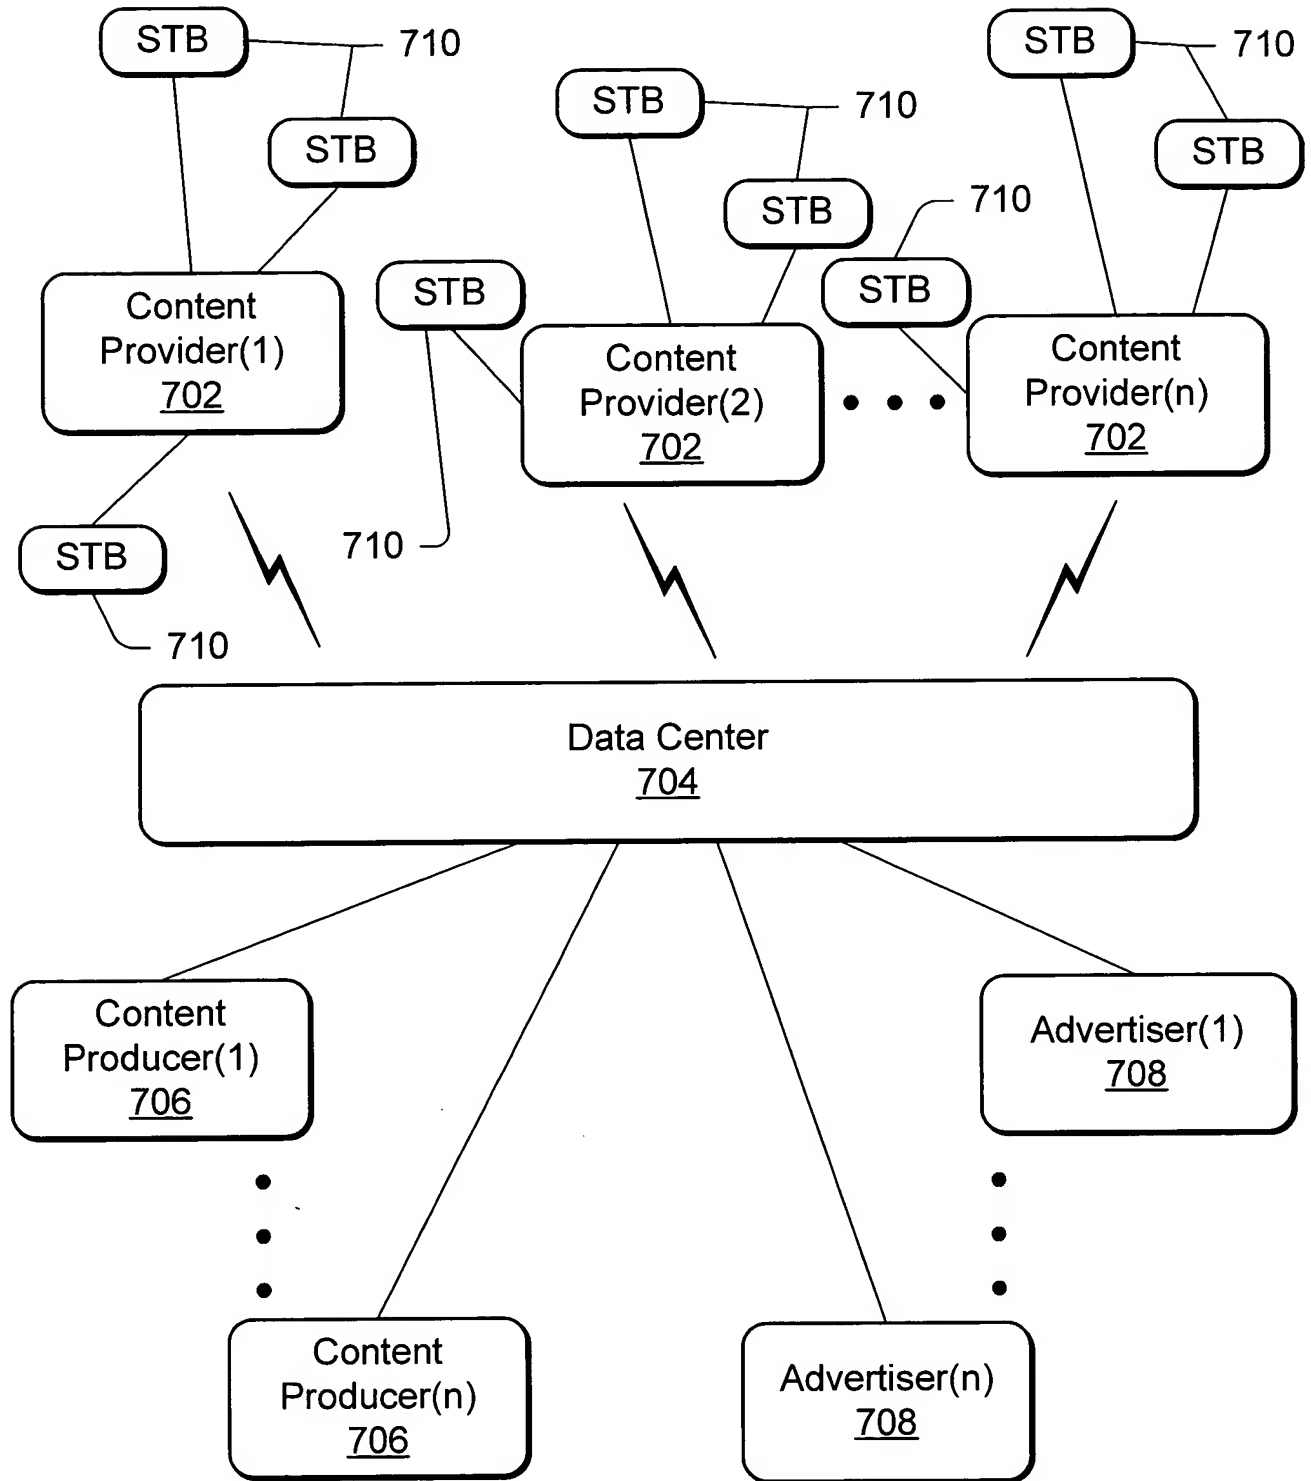 STB
710
STB
STB
710
STB
STB
710
STB
710
STB
STB
STB
Content
Provider(1)
702
Content
Provider(2)
702
Content
Provider(n)
702
STB
710
710
Data Center
704
Content
Producer(1)
706
Advertiser(1)
708
Content
Producer(n)
706
Advertiser(n)
708